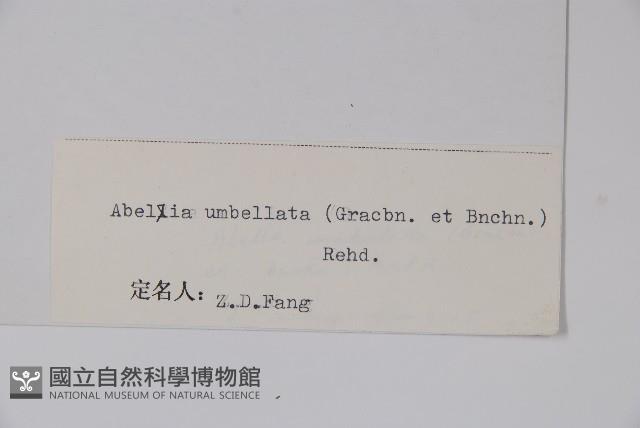 Abelia umbellata (Gracbn. et Bnchn.)
Rehd.
定名人: Z.D.Fang
國立自然科學博物館
NATIONAL MUSEUM OF NATURAL SCIENCE